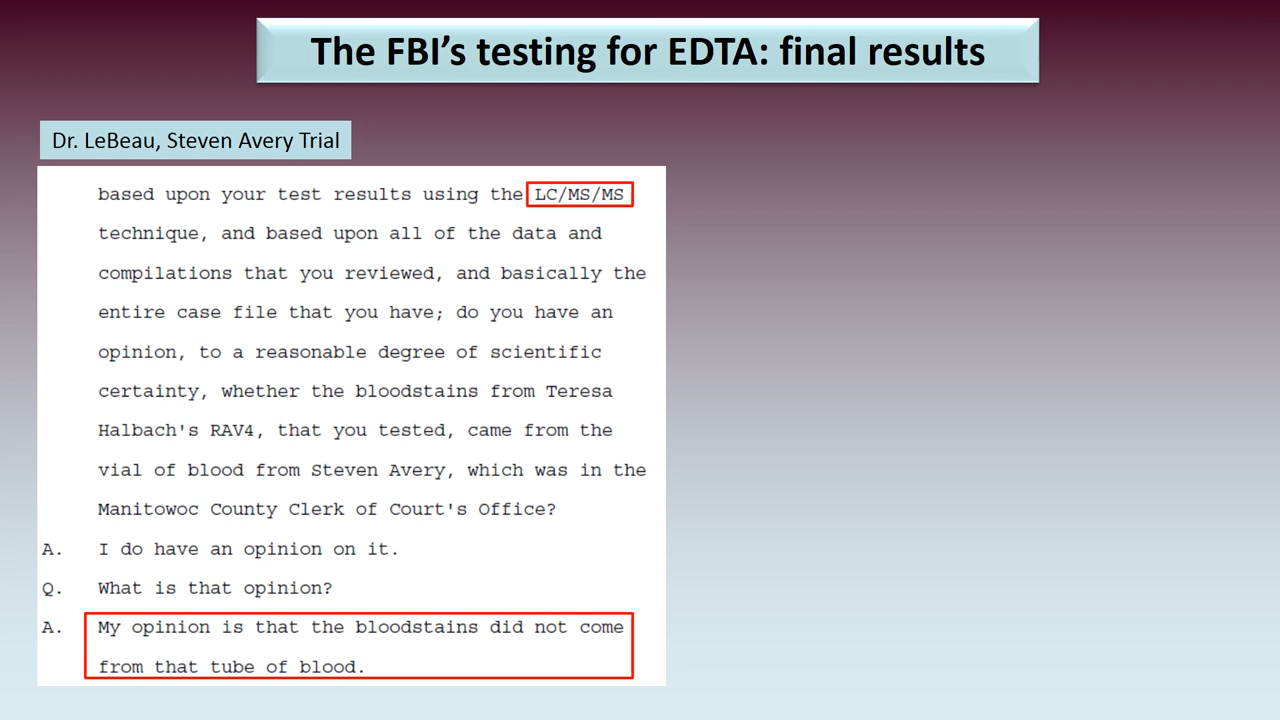 The FBI’s testing for EDTA: final results
Dr. LeBeau, Steven Avery Trial
based upon your test results using the LC/MS/MS
technique, and based upon all of the data and
compilations that you reviewed, and basically the
entire case file that you have; do you have an
opinion, to a reasonable degree of scientific
certainty, whether the bloodstains from Teresa
Halbach's RAV4, that you tested, came from the
vial of blood from Steven Avery, which was in the
Manitowoc County Clerk of Court's Office?
A. I do have an opinion on it.
Q. What is that opinion?
A. My opinion is that the bloodstains did not come
from that tube of blood.